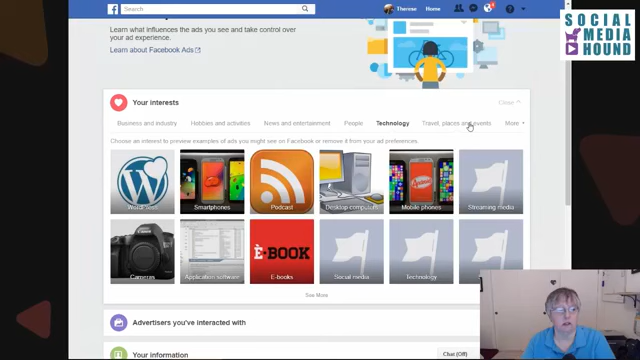 Search
Therese
Home
SOCIAL
MEDIA
HOUND
Learn what influences the ads you see and take control over
your ad experience.
Learn about Facebook Ads
Your interests
Close
Business and industry
Hobbies and activities
News and entertainment
People
Technology
Travel, places and events
More
Choose an interest to preview examples of ads you might see on Facebook or remove it from your ad preferences.
WordPress
Smartphones
Podcast
Desktop computers
Mobile phones
Streaming media
Cameras
Application software
È-BOOK
E-books
Social media
Technology
See More
Advertisers you've interacted with
Your information
Chat (Off)